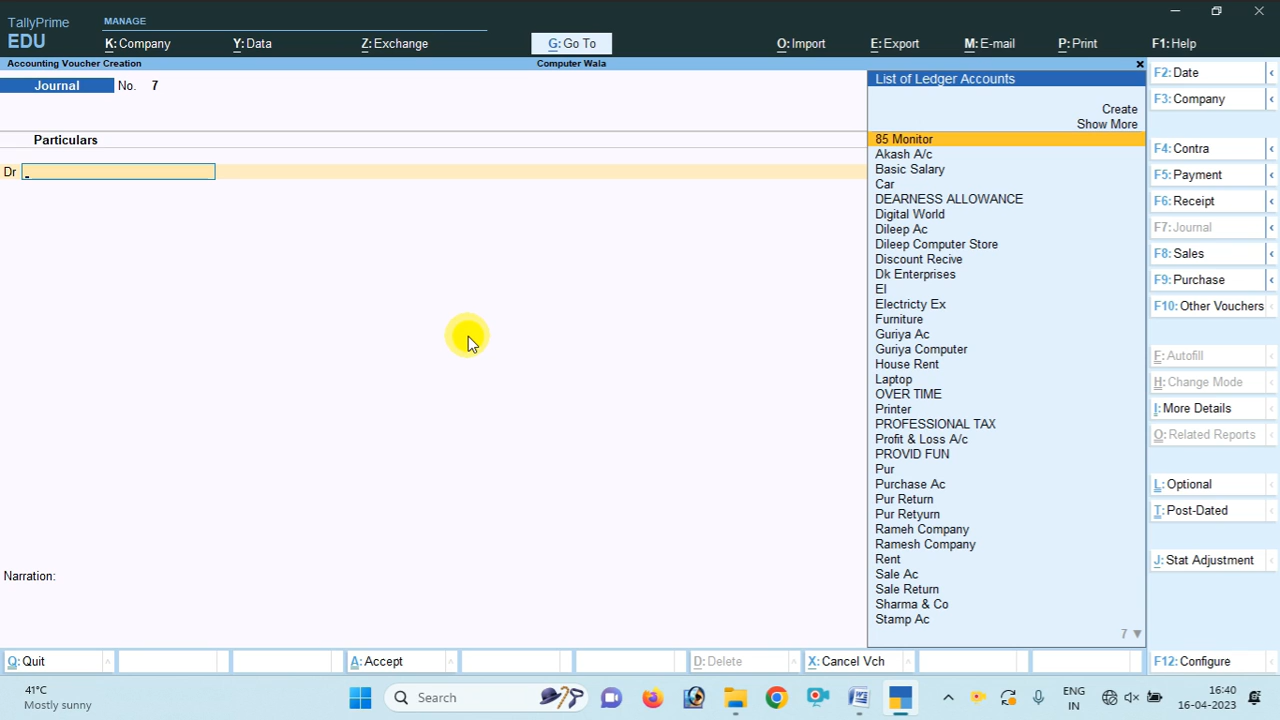 TallyPrime
EDU
MANAGE
K: Company
Y: Data
Z: Exchange
G: Go To
O: Import
E: Export
M: E-mail
P: Print
F1: Help
Accounting Voucher Creation
Computer Wala
Journal No. 7
Particulars
Dr
Narration:
List of Ledger Accounts
Create
Show More
85 Monitor
Akash A/c
Basic Salary
Car
DEARNESS ALLOWANCE
Digital World
Dileep Ac
Dileep Computer Store
Discount Recive
Dk Enterprises
El
Electricty Ex
Furniture
Guriya Ac
Guriya Computer
House Rent
Laptop
OVER TIME
Printer
PROFESSIONAL TAX
Profit & Loss A/c
PROVID FUN
Pur
Purchase Ac
Pur Return
Pur Retyurn
Rameh Company
Ramesh Company
Rent
Sale Ac
Sale Return
Sharma & Co
Stamp Ac
7
F2: Date
F3: Company
F4: Contra
F5: Payment
F6: Receipt
F7: Journal
F8: Sales
F9: Purchase
F10: Other Vouchers
F: Autofill
H: Change Mode
I: More Details
O: Related Reports
L: Optional
T: Post-Dated
J: Stat Adjustment
Q: Quit
A: Accept
D: Delete
X: Cancel Vch
F12: Configure
41°C
Mostly sunny
Search
ENG
IN
16:40
16-04-2023